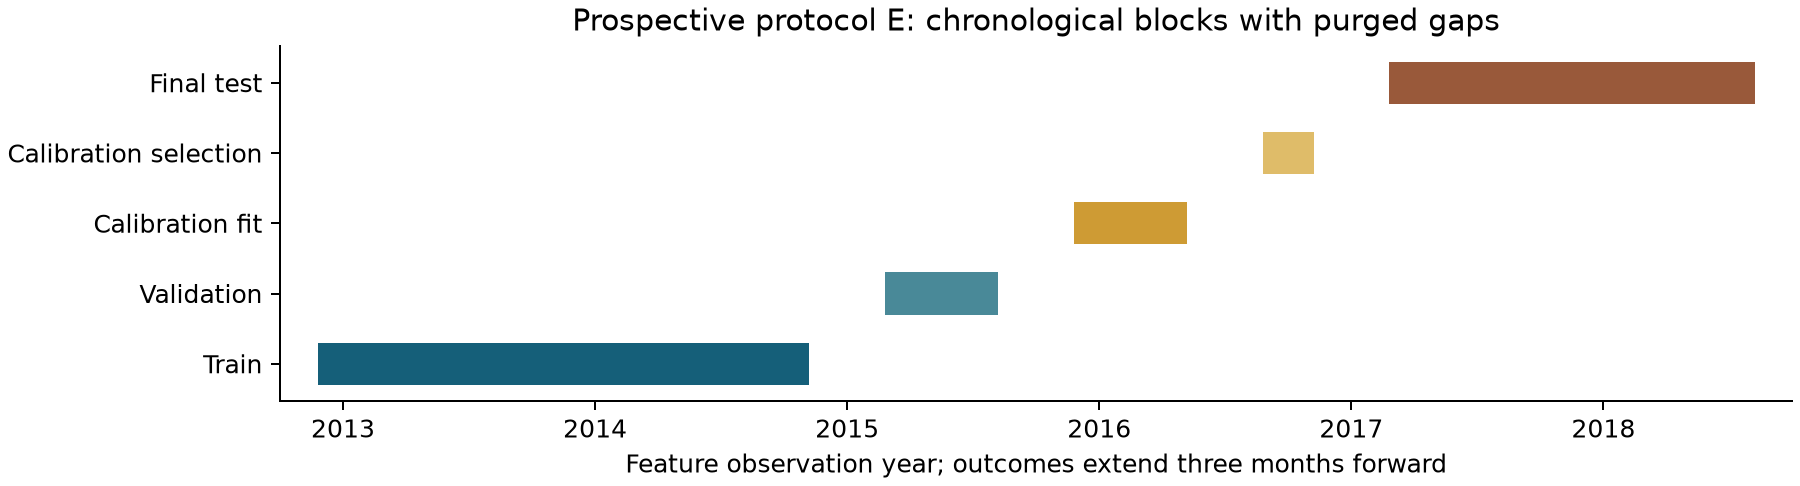 Prospective protocol E: chronological blocks with purged gaps
Final test
Calibration selection
Calibration fit
Validation
Train
2013 2014 2015 2016 2017 2018
Feature observation year; outcomes extend three months forward